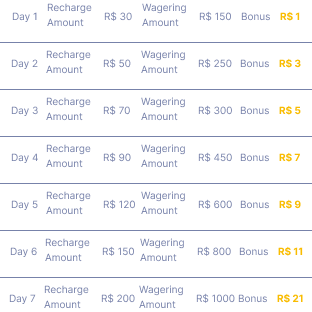 Day 1 Recharge Amount R$ 30 Wagering Amount R$ 150 Bonus R$ 1
Day 2 Recharge Amount R$ 50 Wagering Amount R$ 250 Bonus R$ 3
Day 3 Recharge Amount R$ 70 Wagering Amount R$ 300 Bonus R$ 5
Day 4 Recharge Amount R$ 90 Wagering Amount R$ 450 Bonus R$ 7
Day 5 Recharge Amount R$ 120 Wagering Amount R$ 600 Bonus R$ 9
Day 6 Recharge Amount R$ 150 Wagering Amount R$ 800 Bonus R$ 11
Day 7 Recharge Amount R$ 200 Wagering Amount R$ 1000 Bonus R$ 21